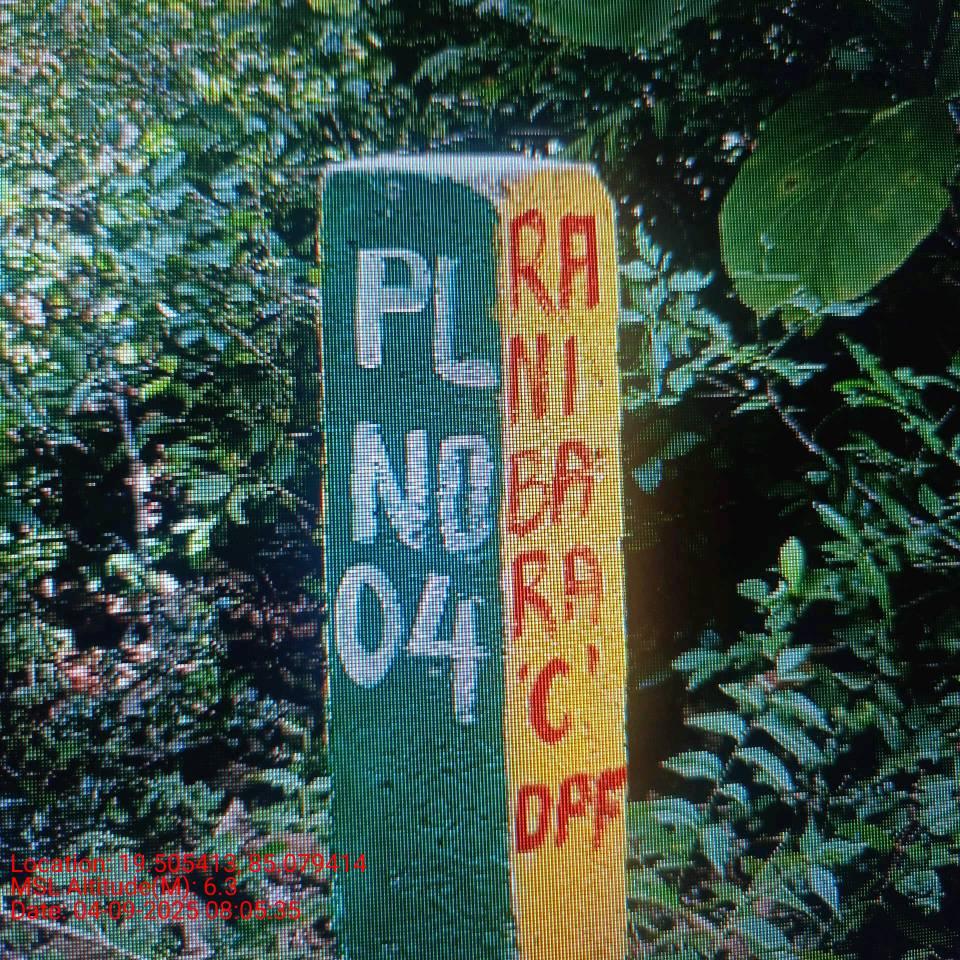 PL
NO
04
RA
NI
BA
RA
'C'
DPF
Location: 19.505413, 85.079414
MSL Altitude(M): 6.3
Date: 04-09-2025 08:05:35